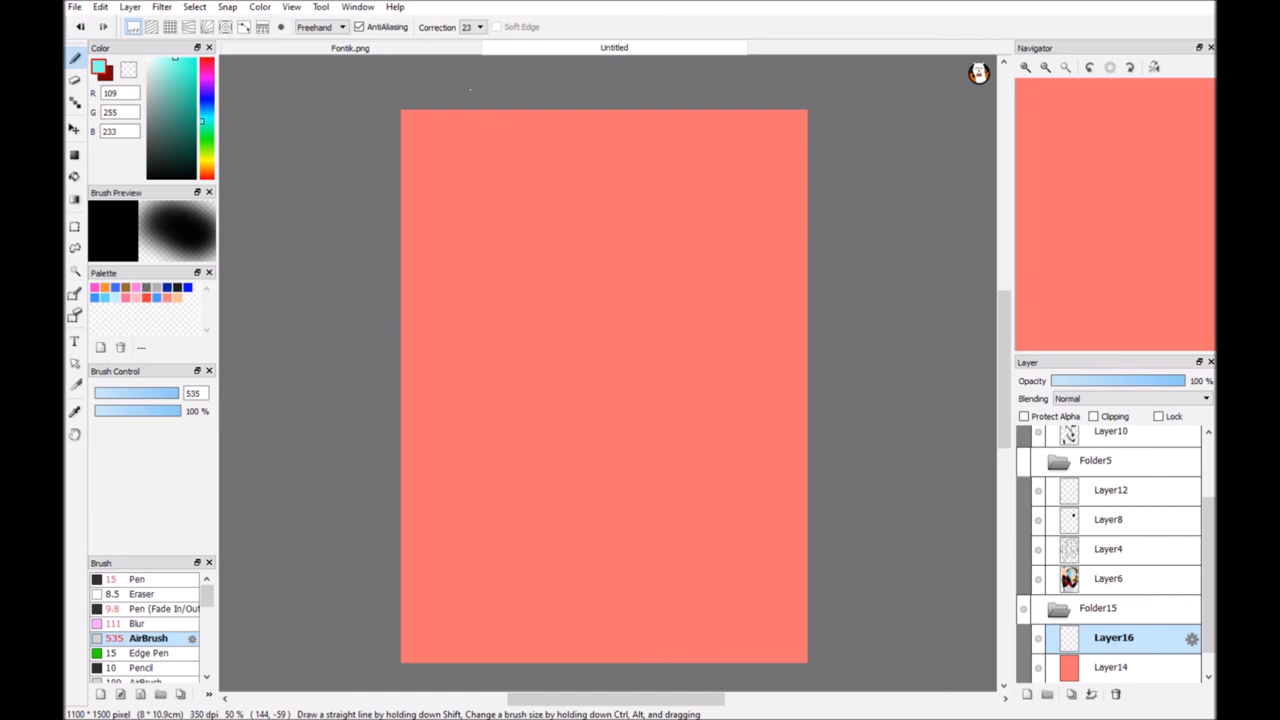 File Edit Layer Filter Select Snap Color View Tool Window Help
off Freehand AntiAliasing Correction 23 Soft Edge
Color
Fontik.png
Untitled
Navigator
R 109
G 255
B 233
Brush Preview
Palette
---
Brush Control
535
100 %
Layer
Opacity 100 %
Blending Normal
Protect Alpha Clipping Lock
Layer10
Folder5
Layer12
Layer8
Layer4
Layer6
Folder15
Layer16
Layer14
Brush
15 Pen
8.5 Eraser
9.8 Pen (Fade In/Out
111 Blur
535 AirBrush
15 Edge Pen
10 Pencil
100 AirBrush
1100 * 1500 pixel (8 * 10.9cm) 350 dpi 50 % ( 144, -59 ) Draw a straight line by holding down Shift, Change a brush size by holding down Ctrl, Alt, and dragging